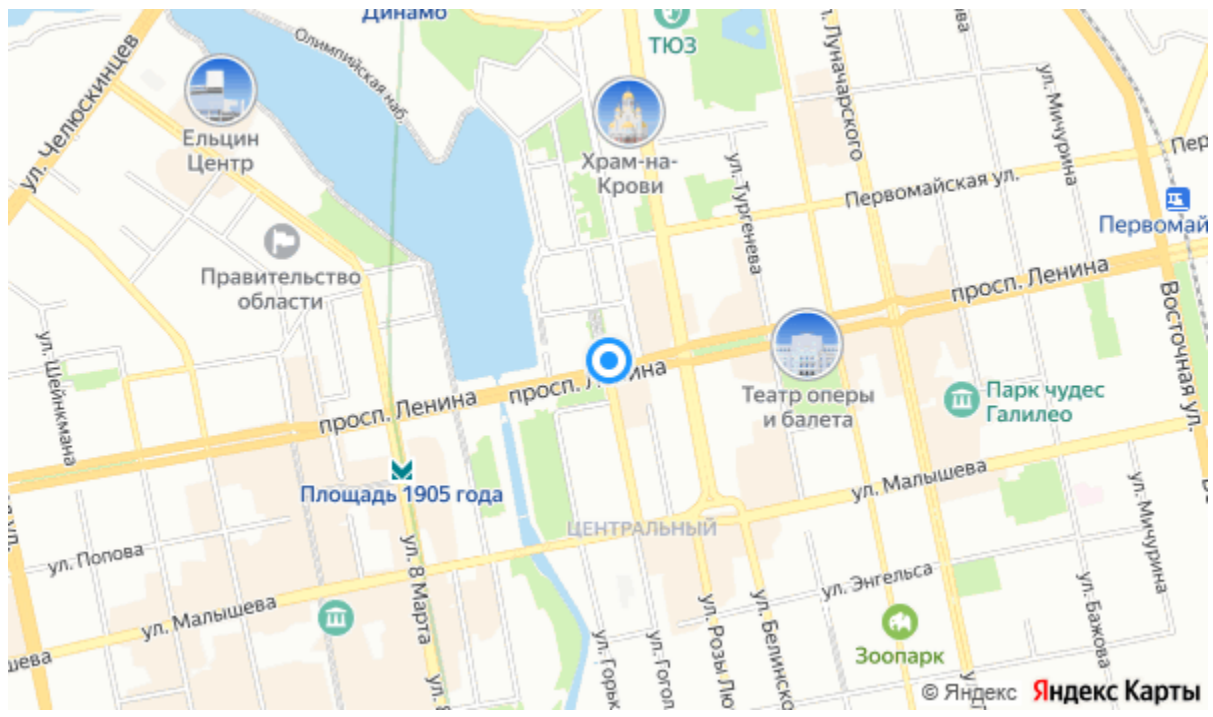 Динамо
ТЮЗ
ул. Луначарского
ул. Мичурина
Олимпийская наб.
ул. Челюскинцев
Ельцин
Центр
Храм-на-
Крови
ул. Тургенева
Первомайская ул.
Пер
Первомай
Правительство
области
просп. Ленина
Восточная ул.
ул. Шейнкмана
просп. Ленина
просп. Ленина
Театр оперы
и балета
Парк чудес
Галилео
Площадь 1905 года
ул. Малышева
ЦЕНТРАЛЬНЫЙ
ул. Мичурина
ул. Попова
ул. 8 Марта
ул. Энгельса
ул. Бажова
ул. Малышева
шева
ул. Горьк
ул. Гогол
ул. Розы Лю
ул. Белинско
Зоопарк
© Яндекс Яндекс Карты